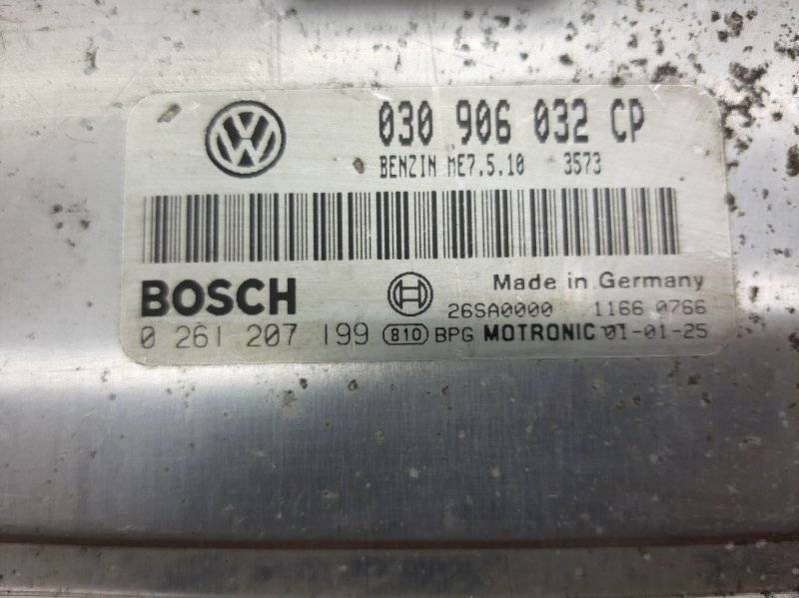 030 906 032 CP
BENZIN ME7.5.10 3573
BOSCH
Made in Germany
26SA0000 1166 0766
0 261 207 199 810 BPG MOTRONIC 01-01-25